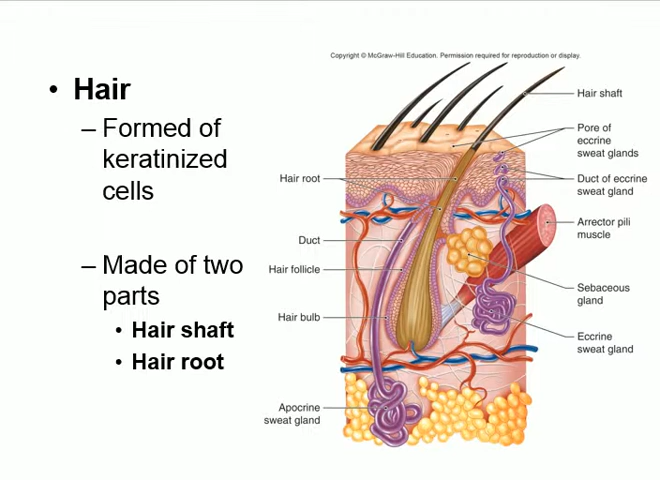 Copyright © McGraw-Hill Education. Permission required for reproduction or display.
• Hair
– Formed of
keratinized
cells
– Made of two
parts
• Hair shaft
• Hair root
Hair root
Duct
Hair follicle
Hair bulb
Apocrine
sweat gland
Hair shaft
Pore of
eccrine
sweat glands
Duct of eccrine
sweat gland
Arrector pili
muscle
Sebaceous
gland
Eccrine
sweat gland